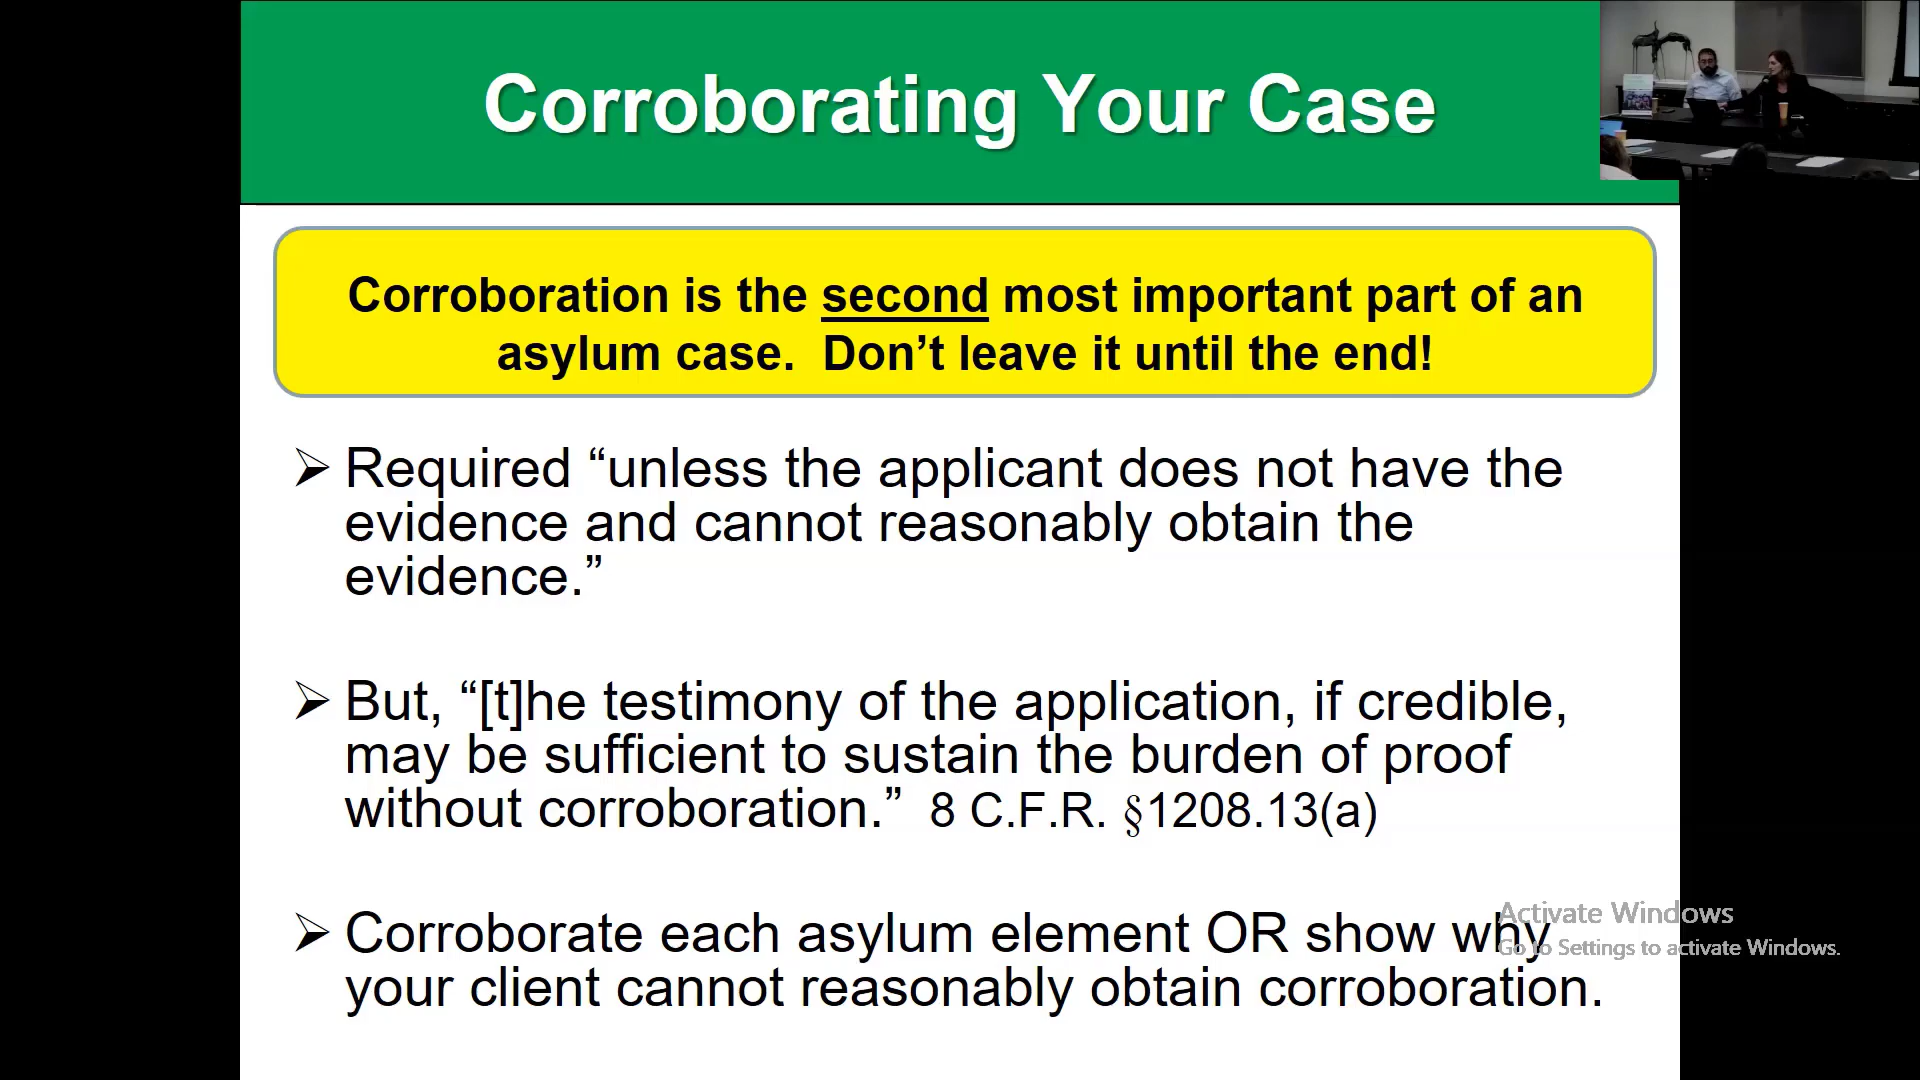 Corroborating Your Case
Corroboration is the second most important part of an
asylum case.  Don’t leave it until the end!
➢ Required “unless the applicant does not have the
evidence and cannot reasonably obtain the
evidence.”
➢ But, “[t]he testimony of the application, if credible,
may be sufficient to sustain the burden of proof
without corroboration.”  8 C.F.R. §1208.13(a)
➢ Corroborate each asylum element OR show why
your client cannot reasonably obtain corroboration.
Activate Windows
Go to Settings to activate Windows.